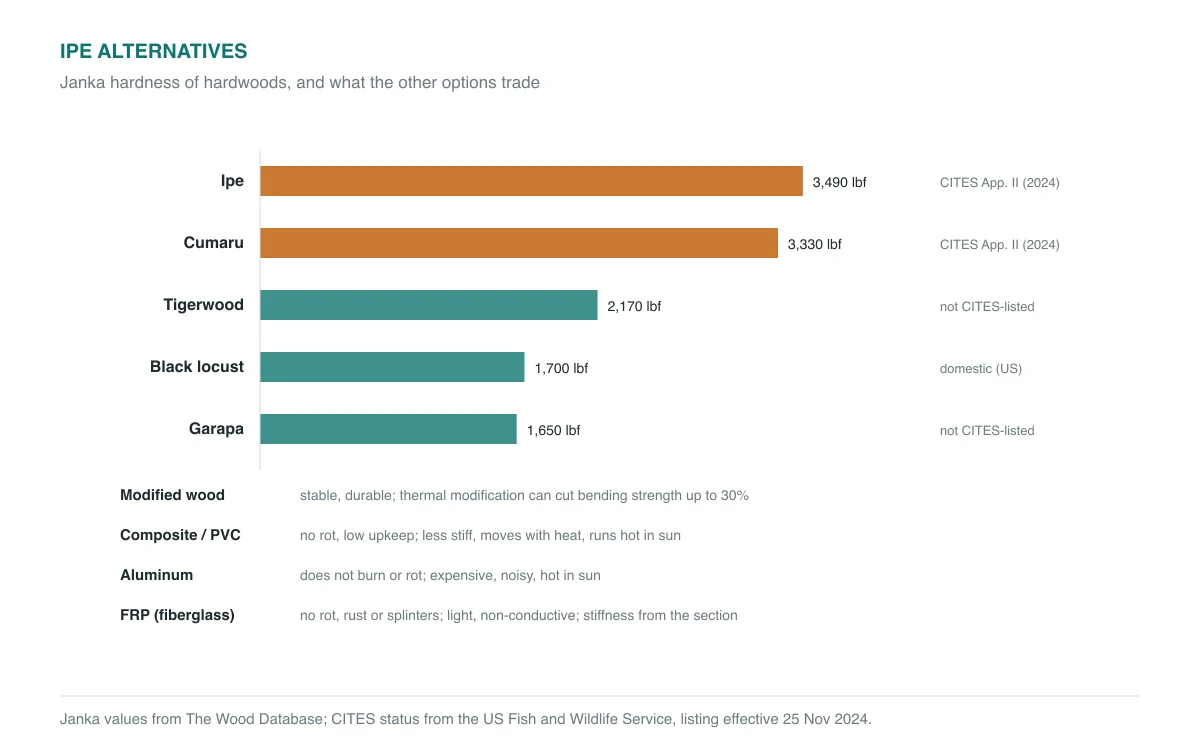 IPE ALTERNATIVES
Janka hardness of hardwoods, and what the other options trade
Ipe 3,490 lbf CITES App. II (2024)
Cumaru 3,330 lbf CITES App. II (2024)
Tigerwood 2,170 lbf not CITES-listed
Black locust 1,700 lbf domestic (US)
Garapa 1,650 lbf not CITES-listed
Modified wood stable, durable; thermal modification can cut bending strength up to 30%
Composite / PVC no rot, low upkeep; less stiff, moves with heat, runs hot in sun
Aluminum does not burn or rot; expensive, noisy, hot in sun
FRP (fiberglass) no rot, rust or splinters; light, non-conductive; stiffness from the section
Janka values from The Wood Database; CITES status from the US Fish and Wildlife Service, listing effective 25 Nov 2024.